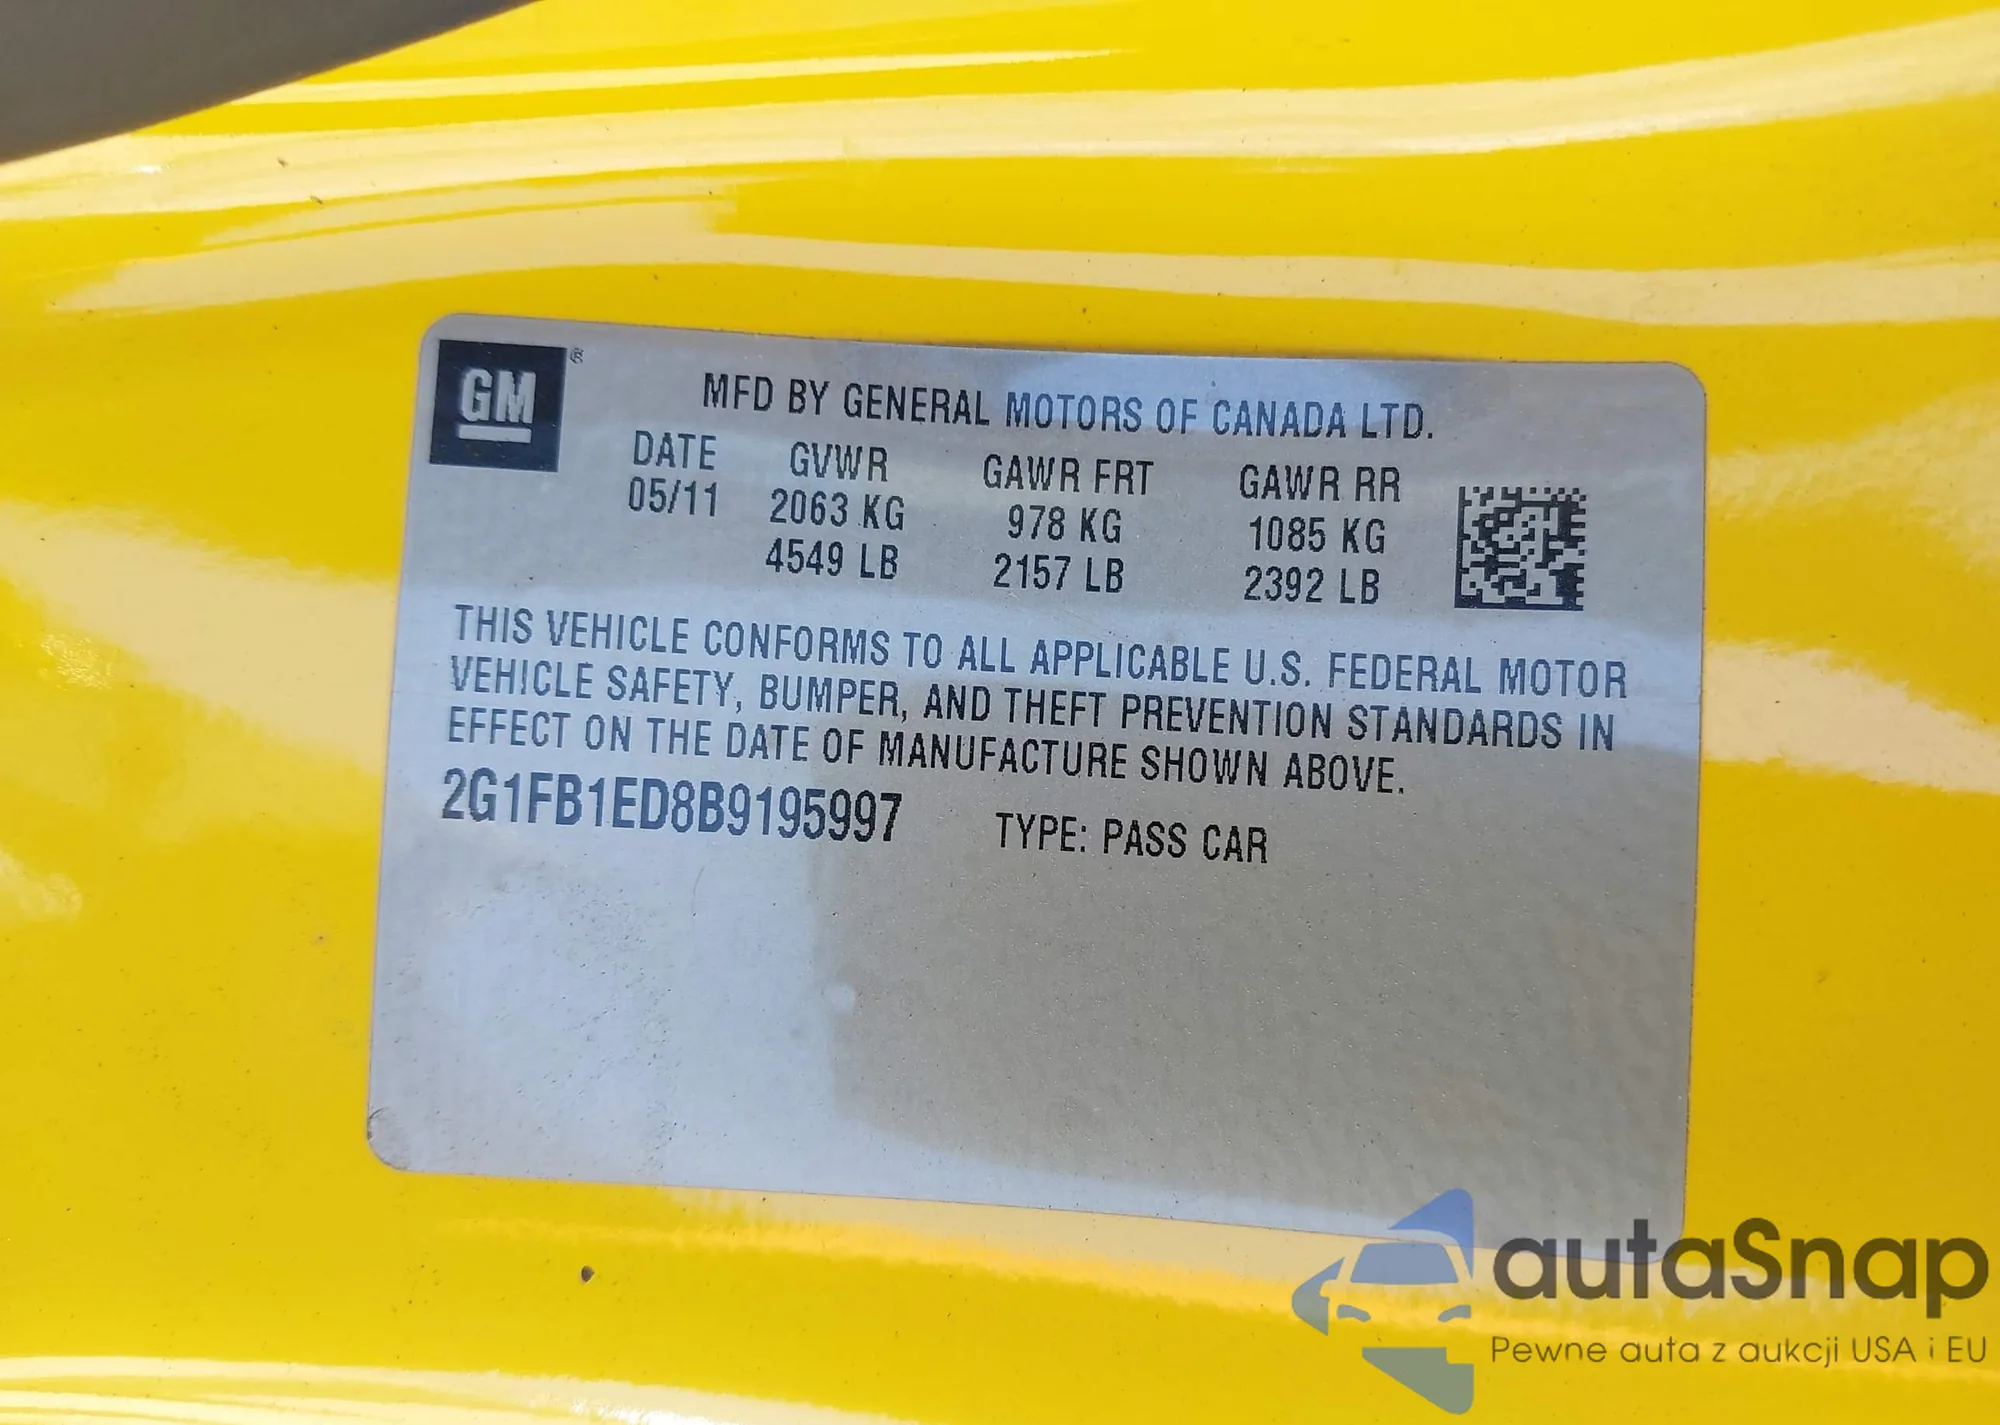 GM ®
MFD BY GENERAL MOTORS OF CANADA LTD.
DATE GVWR GAWR FRT GAWR RR
05/11 2063 KG 978 KG 1085 KG
4549 LB 2157 LB 2392 LB
THIS VEHICLE CONFORMS TO ALL APPLICABLE U.S. FEDERAL MOTOR
VEHICLE SAFETY, BUMPER, AND THEFT PREVENTION STANDARDS IN
EFFECT ON THE DATE OF MANUFACTURE SHOWN ABOVE.
2G1FB1ED8B9195997 TYPE: PASS CAR
autaSnap
Pewne auta z aukcji USA i EU